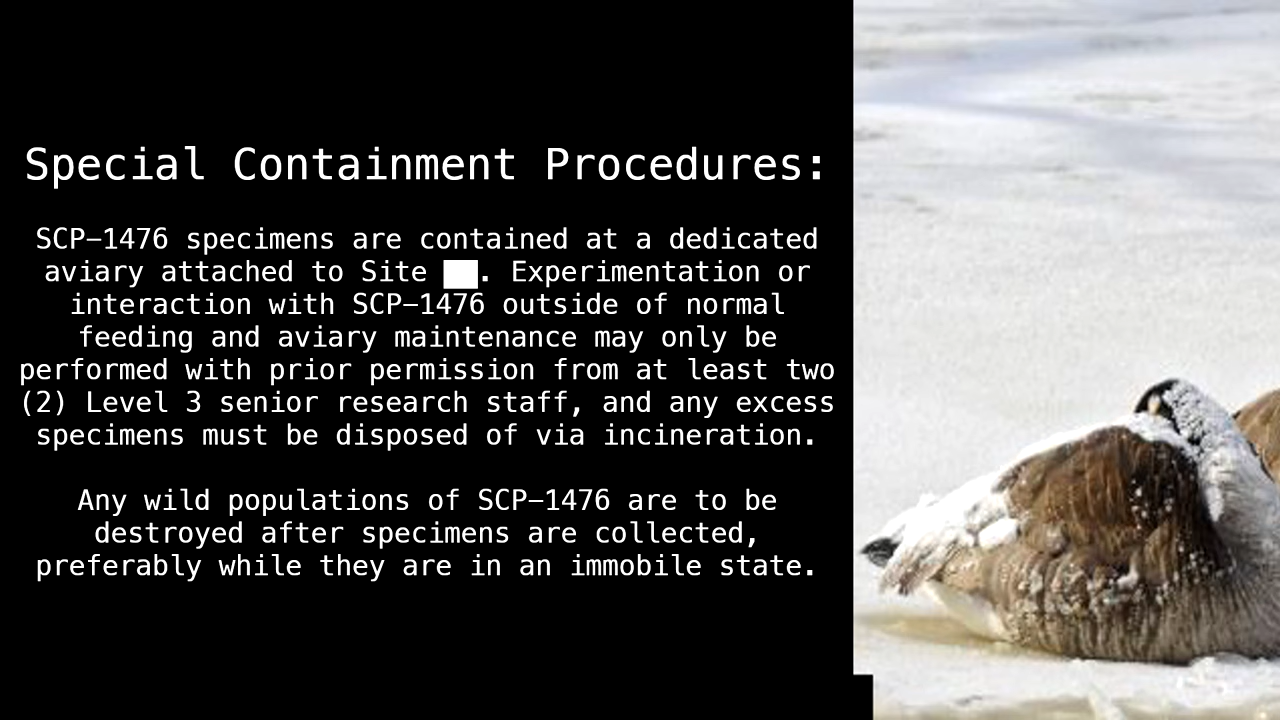 Special Containment Procedures:
SCP−1476 specimens are contained at a dedicated
aviary attached to Site ██. Experimentation or
interaction with SCP−1476 outside of normal
feeding and aviary maintenance may only be
performed with prior permission from at least two
(2) Level 3 senior research staff, and any excess
specimens must be disposed of via incineration.
Any wild populations of SCP−1476 are to be
destroyed after specimens are collected,
preferably while they are in an immobile state.